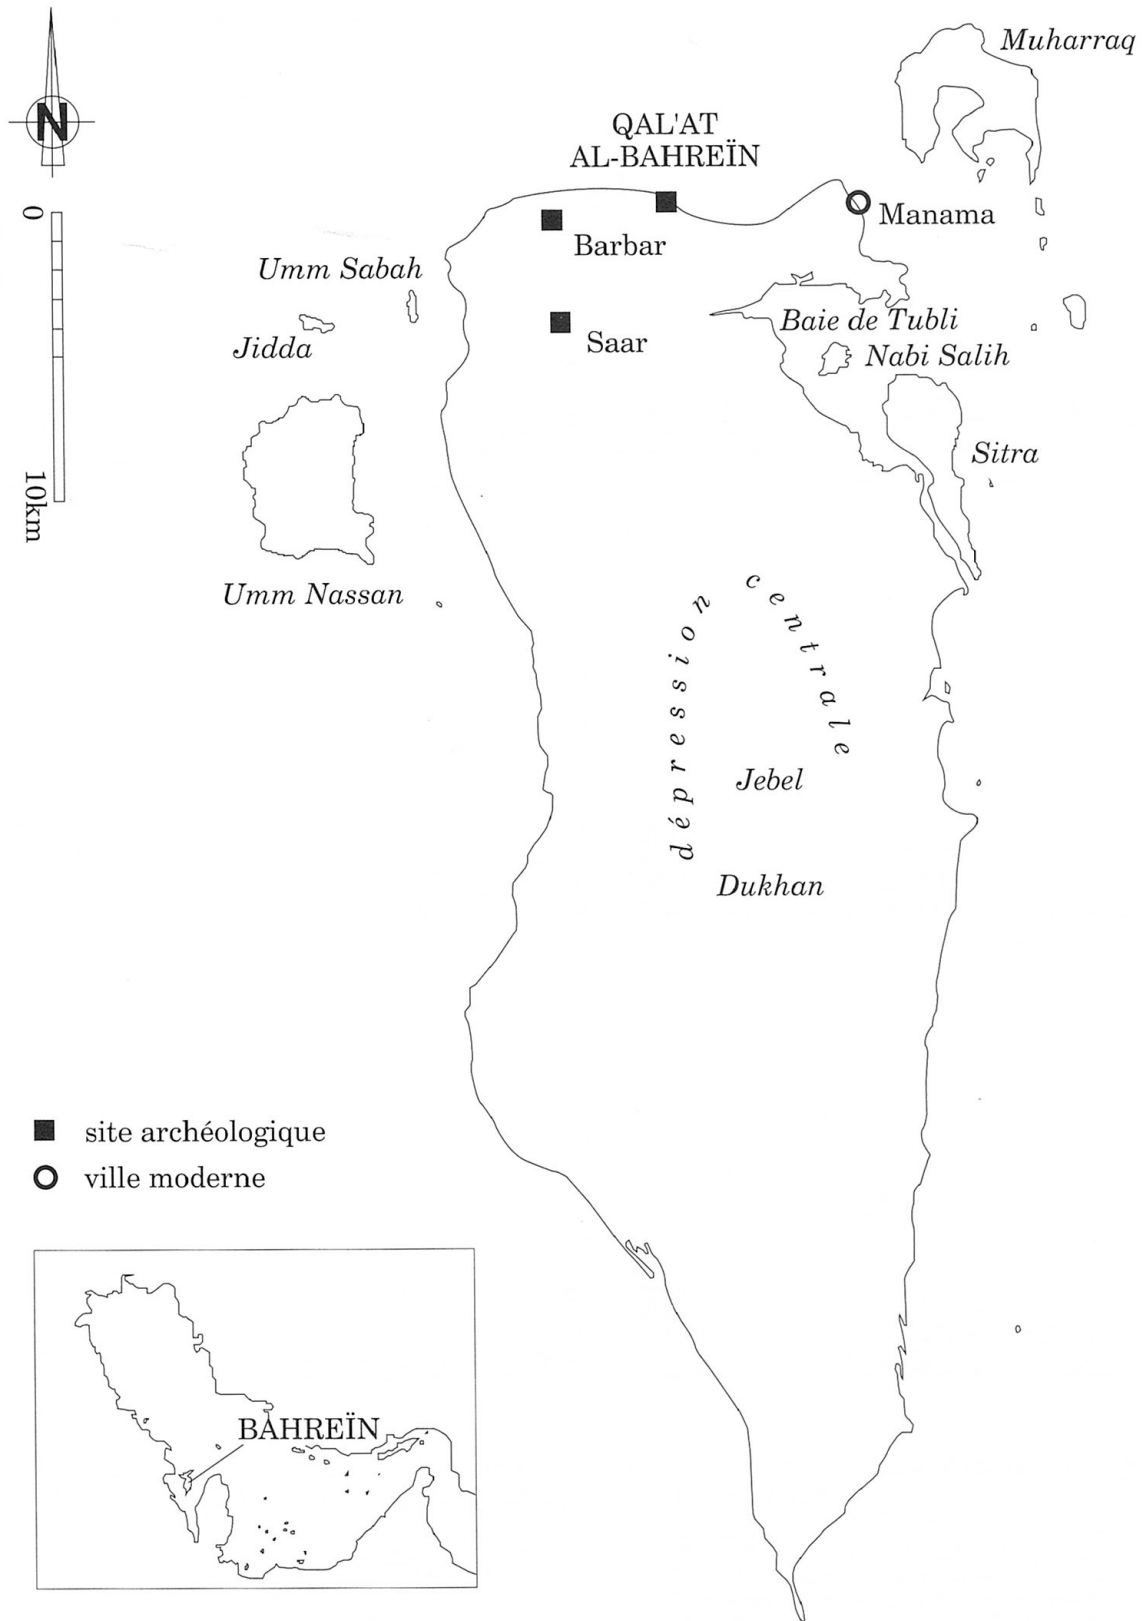 Muharraq
N
QAL'AT
AL-BAHREÏN
0
Manama
Barbar
Umm Sabah
Baie de Tubli
Saar
Jidda
Nabi Salih
Sitra
10km
Umm Nassan
dépression centrale
Jebel
Dukhan
site archéologique
ville moderne
BAHREÏN